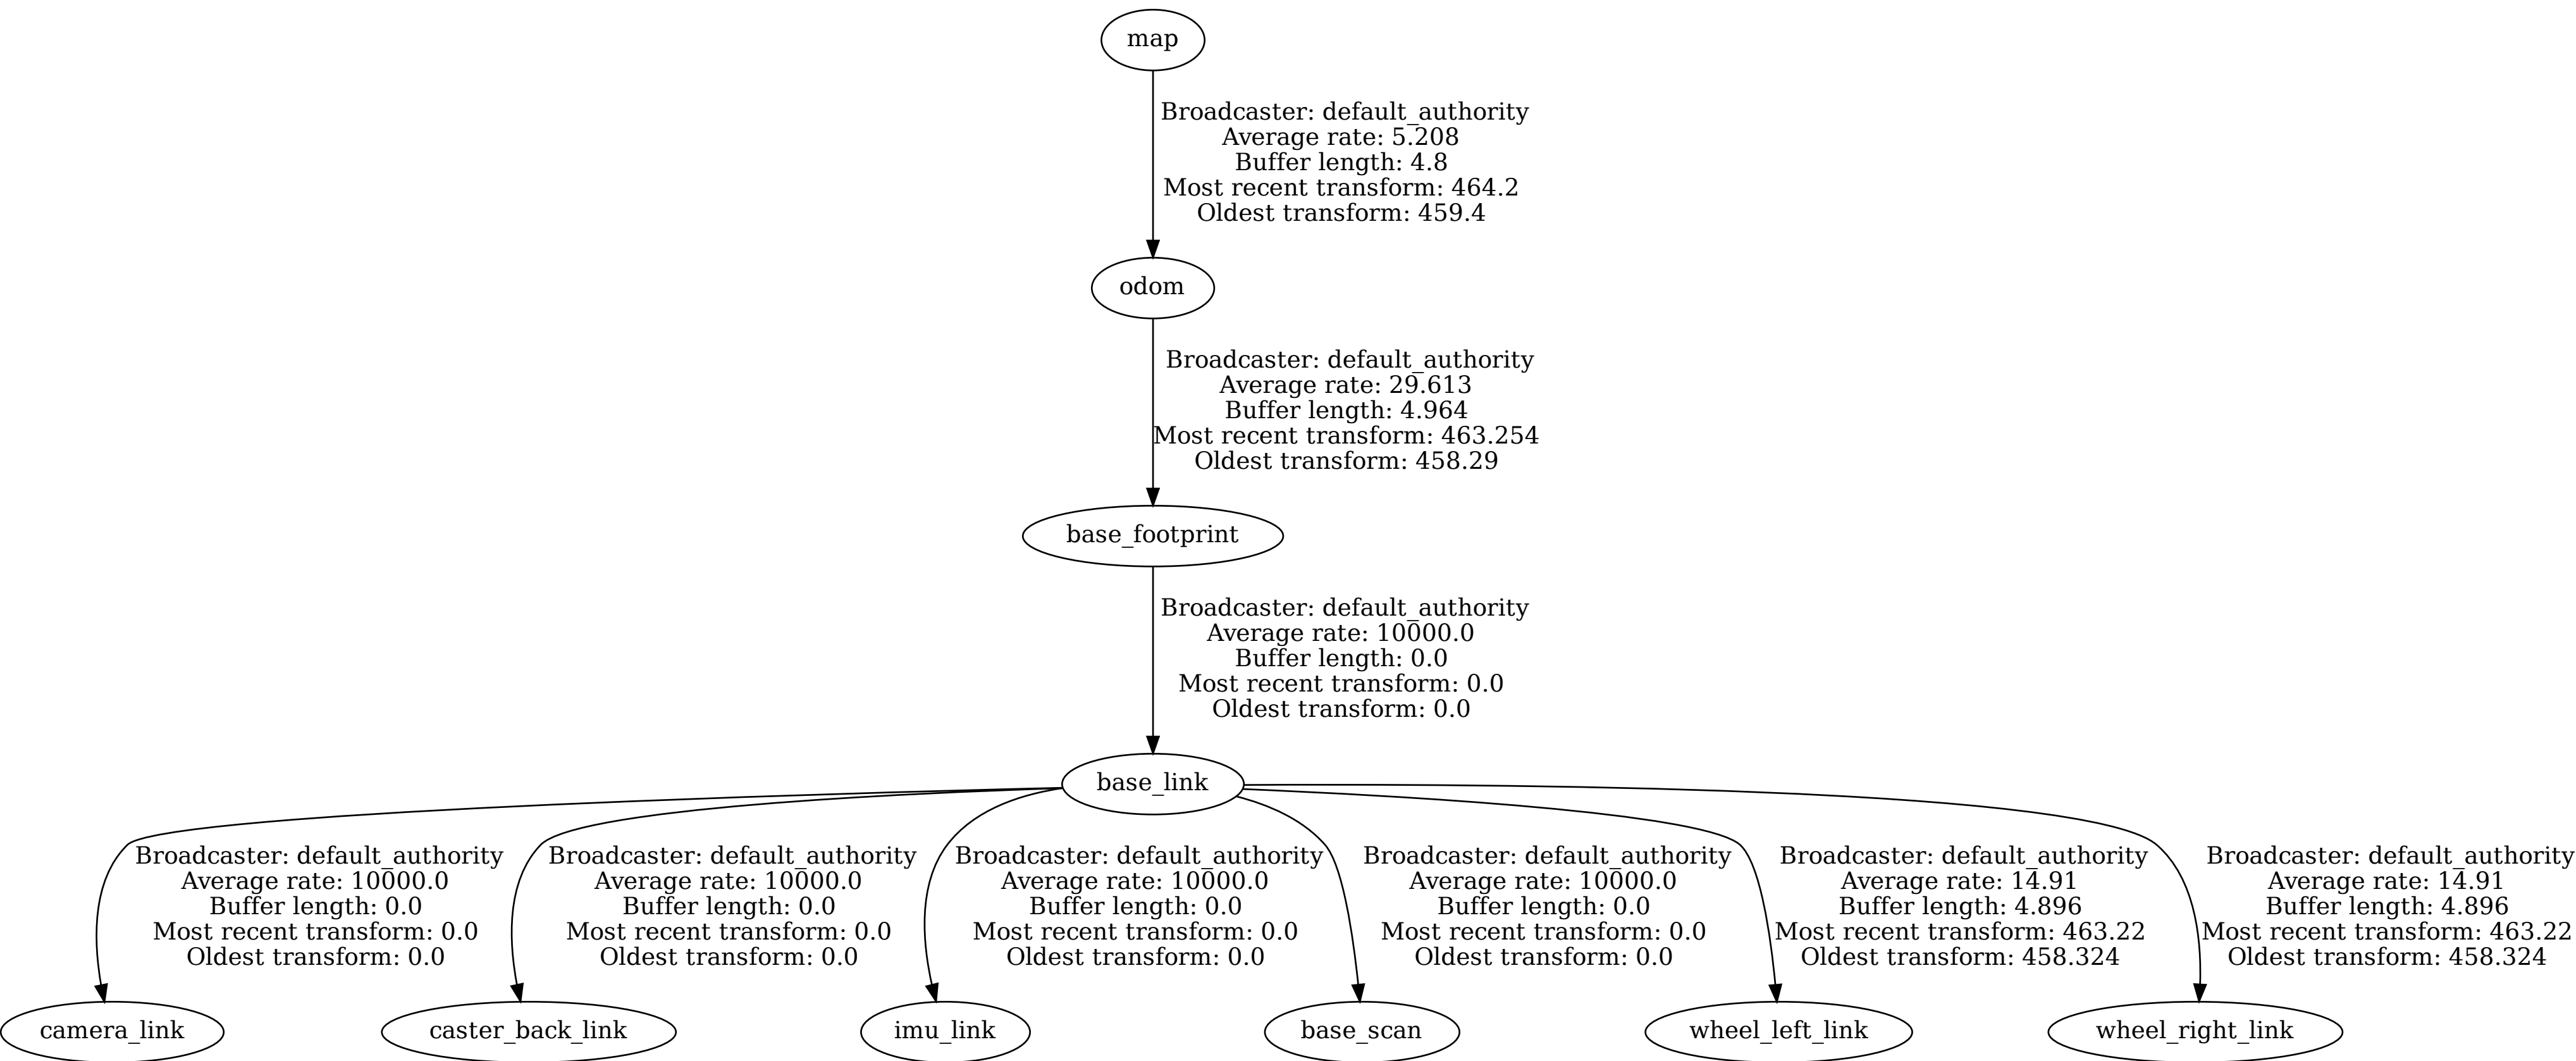 map
Broadcaster: default_authority
Average rate: 5.208
Buffer length: 4.8
Most recent transform: 464.2
Oldest transform: 459.4
odom
Broadcaster: default_authority
Average rate: 29.613
Buffer length: 4.964
Most recent transform: 463.254
Oldest transform: 458.29
base_footprint
Broadcaster: default_authority
Average rate: 10000.0
Buffer length: 0.0
Most recent transform: 0.0
Oldest transform: 0.0
base_link
Broadcaster: default_authority
Average rate: 10000.0
Buffer length: 0.0
Most recent transform: 0.0
Oldest transform: 0.0
Broadcaster: default_authority
Average rate: 10000.0
Buffer length: 0.0
Most recent transform: 0.0
Oldest transform: 0.0
Broadcaster: default_authority
Average rate: 10000.0
Buffer length: 0.0
Most recent transform: 0.0
Oldest transform: 0.0
Broadcaster: default_authority
Average rate: 10000.0
Buffer length: 0.0
Most recent transform: 0.0
Oldest transform: 0.0
Broadcaster: default_authority
Average rate: 14.91
Buffer length: 4.896
Most recent transform: 463.22
Oldest transform: 458.324
Broadcaster: default_authority
Average rate: 14.91
Buffer length: 4.896
Most recent transform: 463.22
Oldest transform: 458.324
camera_link
caster_back_link
imu_link
base_scan
wheel_left_link
wheel_right_link